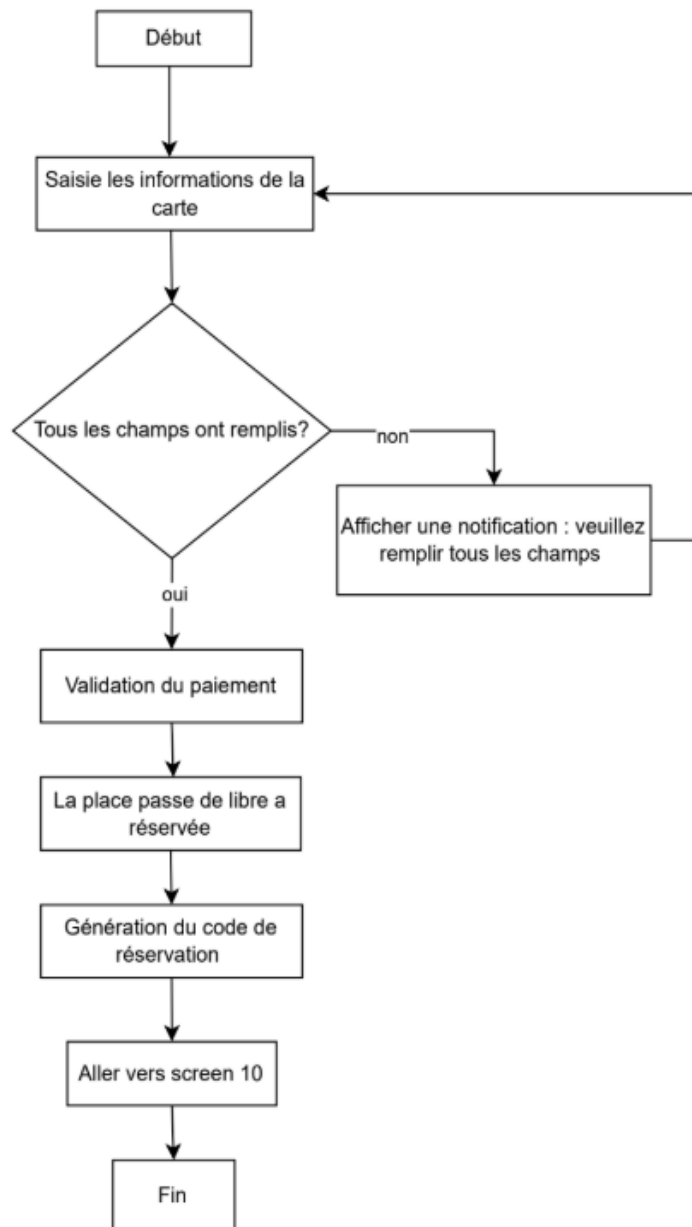 Début
Saisie les informations de la
carte
Tous les champs ont remplis?
non
Afficher une notification : veuillez
remplir tous les champs
oui
Validation du paiement
La place passe de libre a
réservée
Génération du code de
réservation
Aller vers screen 10
Fin